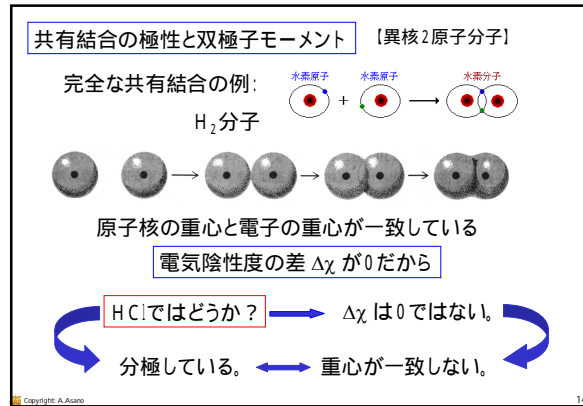 共有結合の極性と双極子モーメント 【異核2原子分子】
完全な共有結合の例:
H2分子
水素原子 水素原子 水素分子
+
原子核の重心と電子の重心が一致している
電気陰性度の差 Δχ が0だから
HClではどうか? Δχ は0ではない。
分極している。 重心が一致しない。
Copyright: A.Asano 14